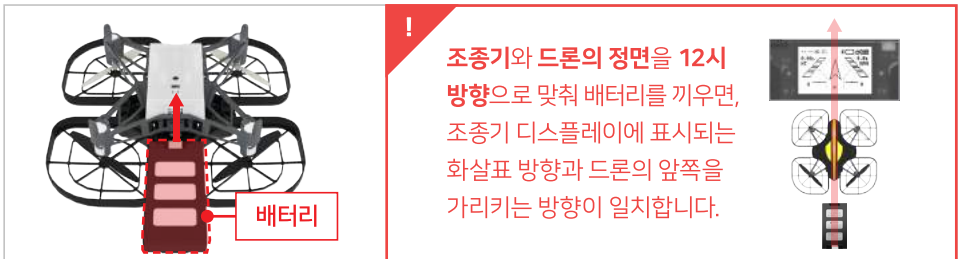 배터리
!
조종기와 드론의 정면을 12시
방향으로 맞춰 배터리를 끼우면,
조종기 디스플레이에 표시되는
화살표 방향과 드론의 앞쪽을
가리키는 방향이 일치합니다.